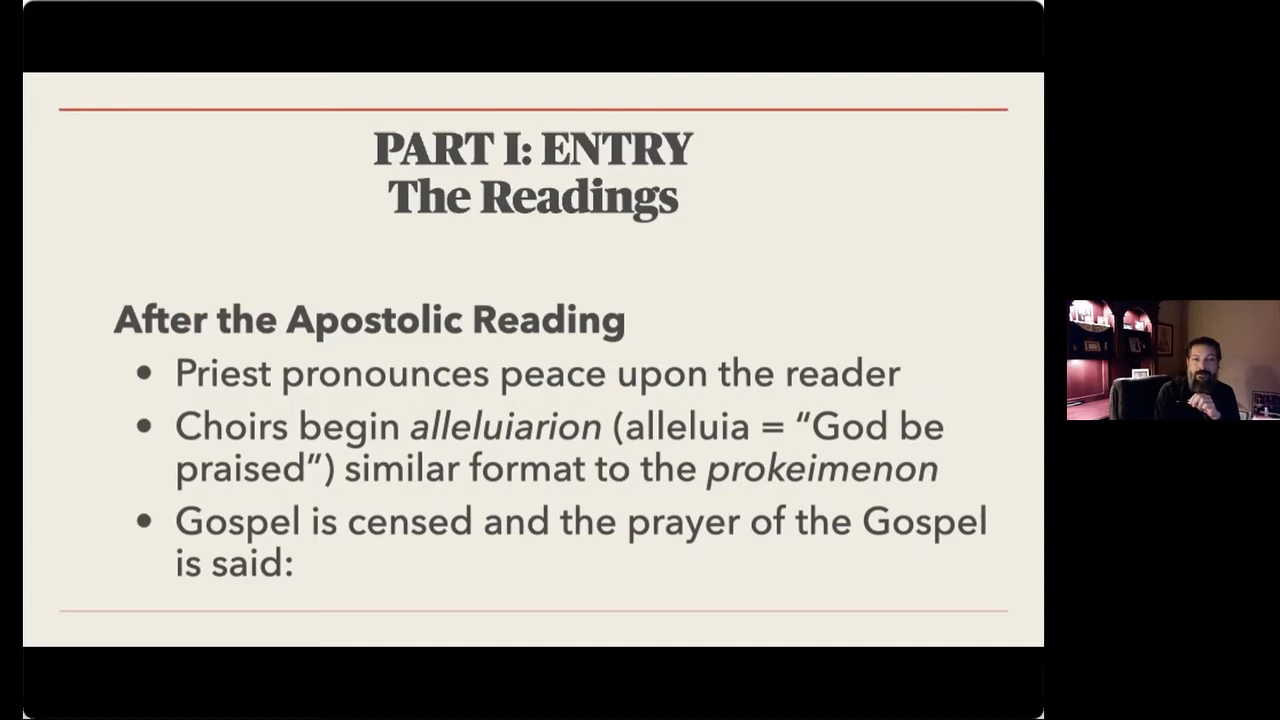 PART I: ENTRY
The Readings
After the Apostolic Reading
• Priest pronounces peace upon the reader
• Choirs begin alleluiarion (alleluia = “God be
praised”) similar format to the prokeimenon
• Gospel is censed and the prayer of the Gospel
is said: